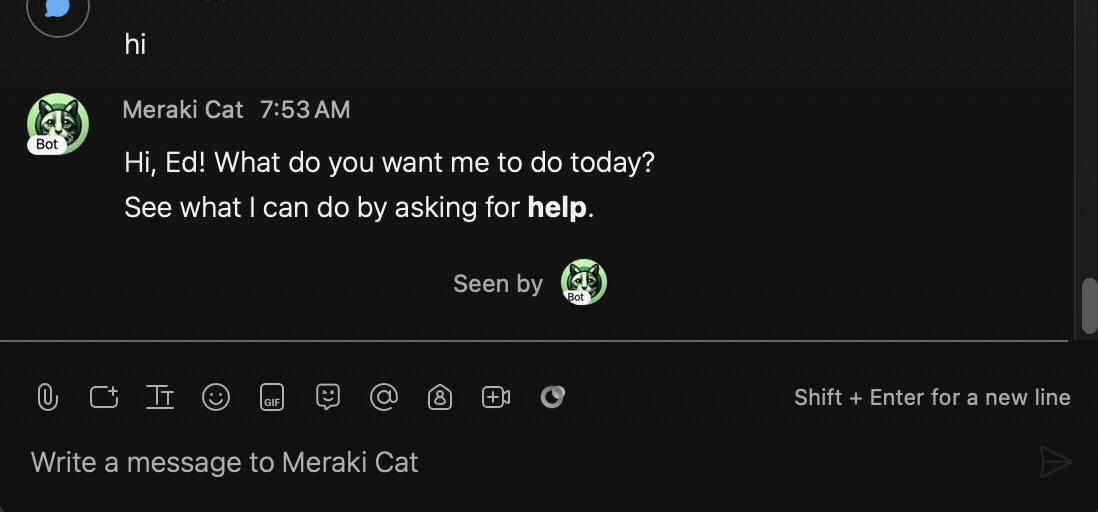 hi
Meraki Cat 7:53 AM
Bot
Hi, Ed! What do you want me to do today?
See what I can do by asking for help.
Seen by
Bot
GIF
Shift + Enter for a new line
Write a message to Meraki Cat